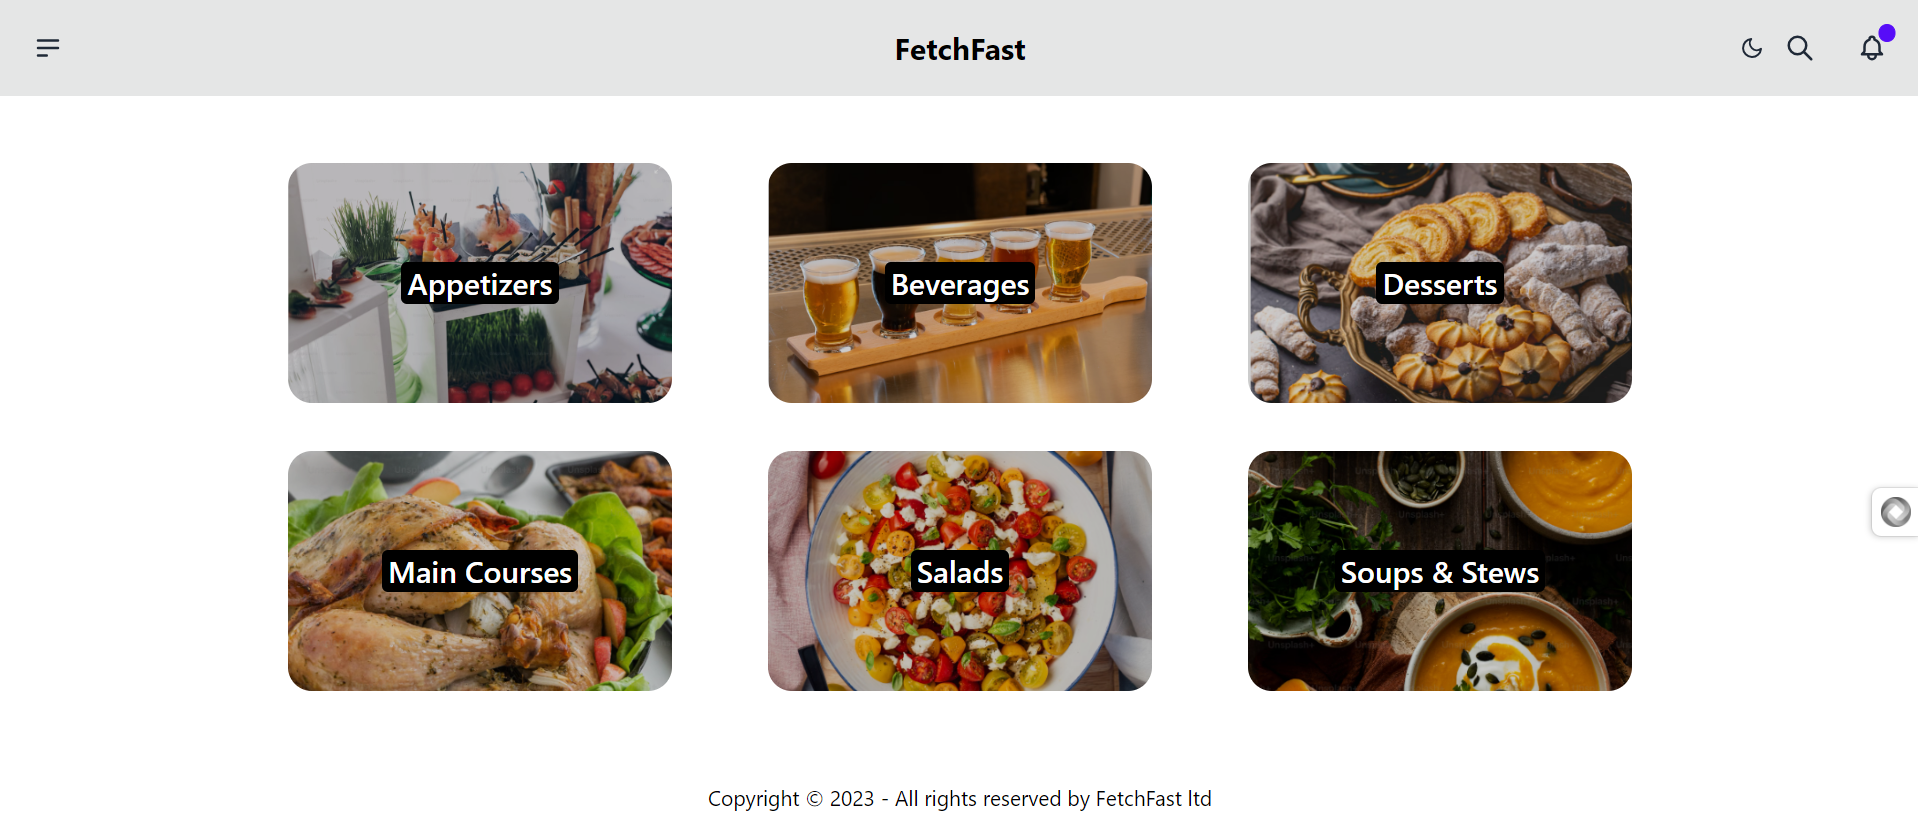 FetchFast
Appetizers
Beverages
Desserts
Main Courses
Salads
Soups & Stews
Copyright © 2023 - All rights reserved by FetchFast ltd